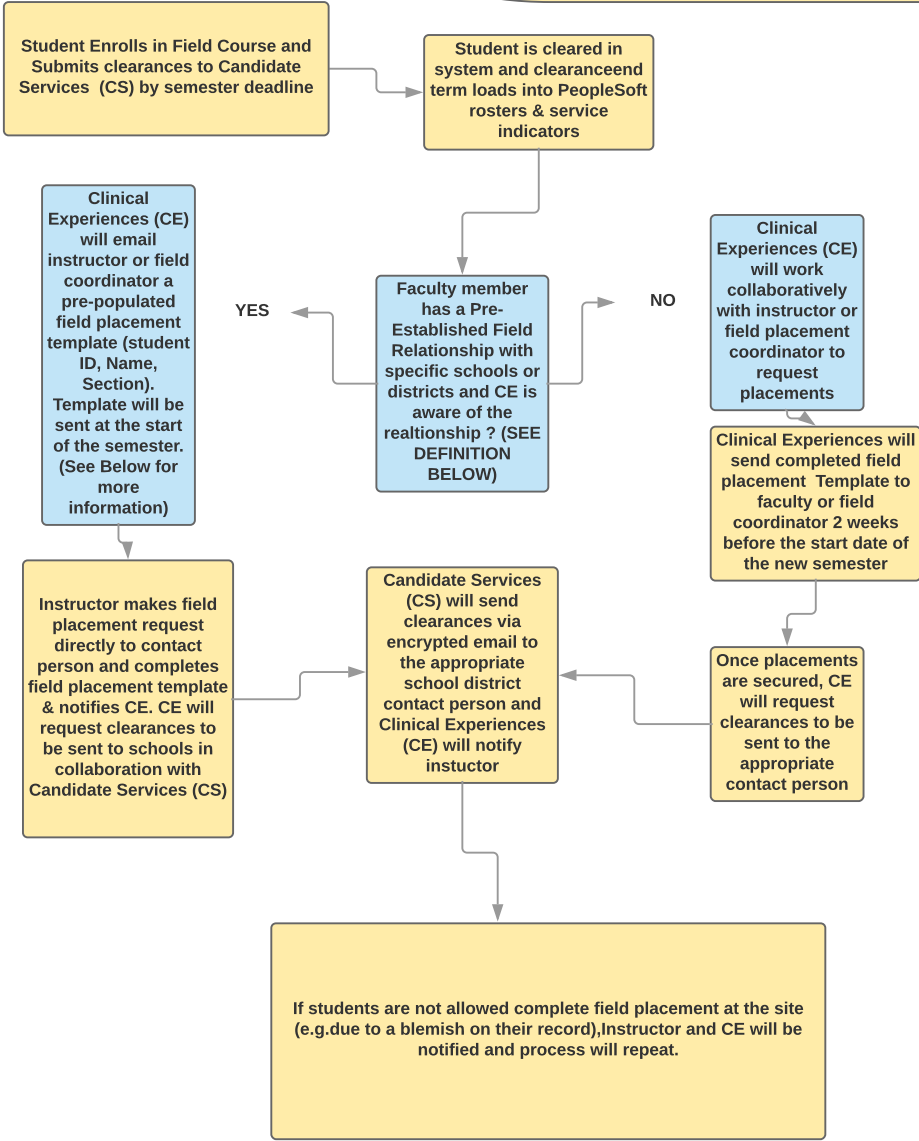 Student Enrolls in Field Course and
Submits clearances to Candidate
Services  (CS) by semester deadline
Student is cleared in
system and clearanceend
term loads into PeopleSoft
rosters & service
indicators
Clinical
Experiences (CE)
will email
instructor or field
coordinator a
pre-populated
field placement
template (student
ID, Name,
Section).
Template will be
sent at the start
of the semester.
(See Below for
more
information)
YES
Faculty member
has a Pre-
Established Field
Relationship with
specific schools or
districts and CE is
aware of the
realtionship ? (SEE
DEFINITION
BELOW)
NO
Clinical
Experiences (CE)
will work
collaboratively
with instructor or
field placement
coordinator to
request
placements
Clinical Experiences will
send completed field
placement  Template to
faculty or field
coordinator 2 weeks
before the start date of
the new semester
Instructor makes field
placement request
directly to contact
person and completes
field placement template
& notifies CE. CE will
request clearances to
be sent to schools in
collaboration with
Candidate Services (CS)
Candidate Services
(CS) will send
clearances via
encrypted email to
the appropriate
school district
contact person and
Clinical Experiences
(CE) will notify
instuctor
Once placements
are secured, CE
will request
clearances to be
sent to the
appropriate
contact person
If students are not allowed complete field placement at the site
(e.g.due to a blemish on their record),Instructor and CE will be
notified and process will repeat.